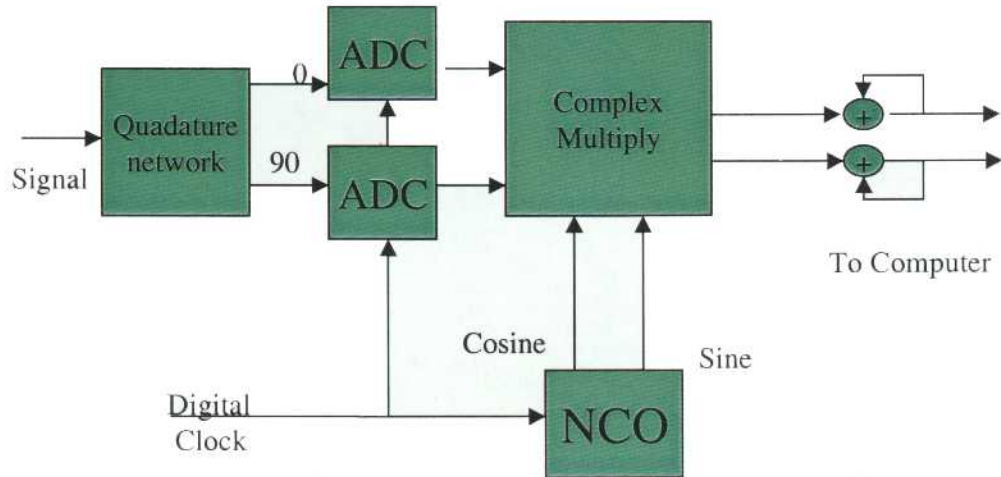 0
ADC
Quadature
network
Complex
Multiply
+
90
Signal
ADC
+
To Computer
Cosine
Sine
Digital
Clock
NCO